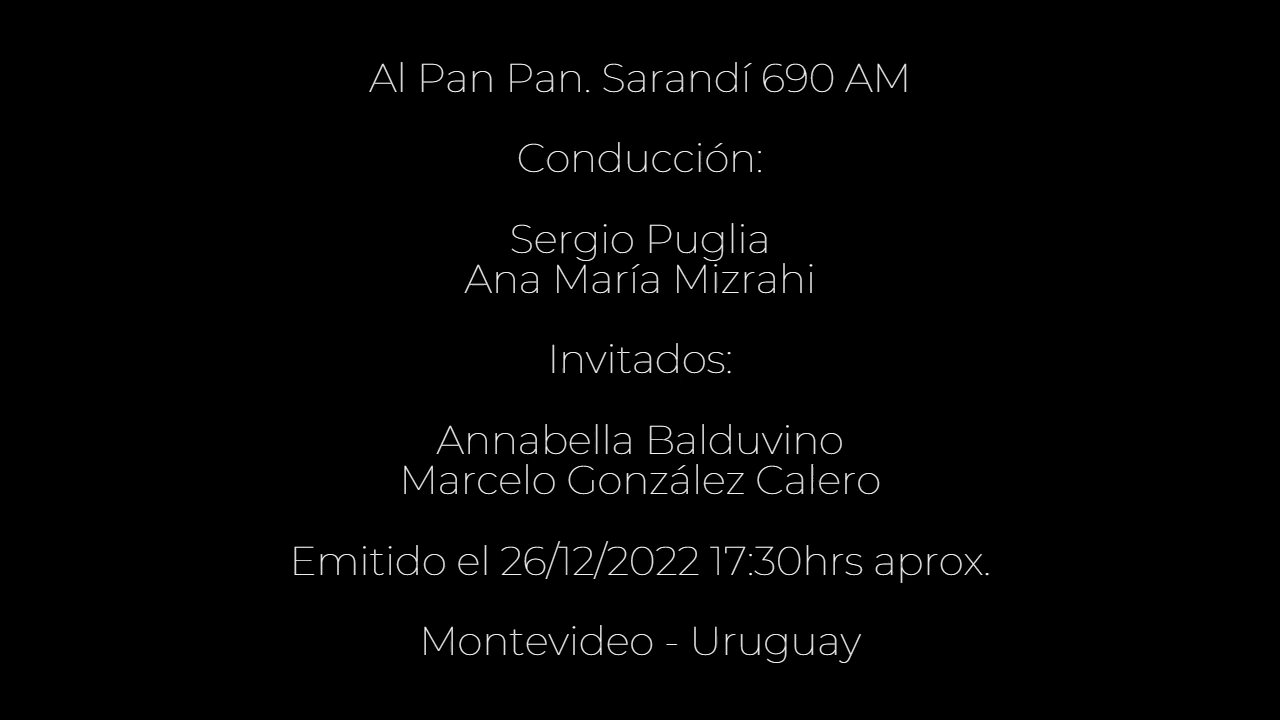 Al Pan Pan. Sarandí 690 AM
Conducción:
Sergio Puglia
Ana María Mizrahi
Invitados:
Annabella Balduvino
Marcelo González Calero
Emitido el 26/12/2022 17:30hrs aprox.
Montevideo - Uruguay